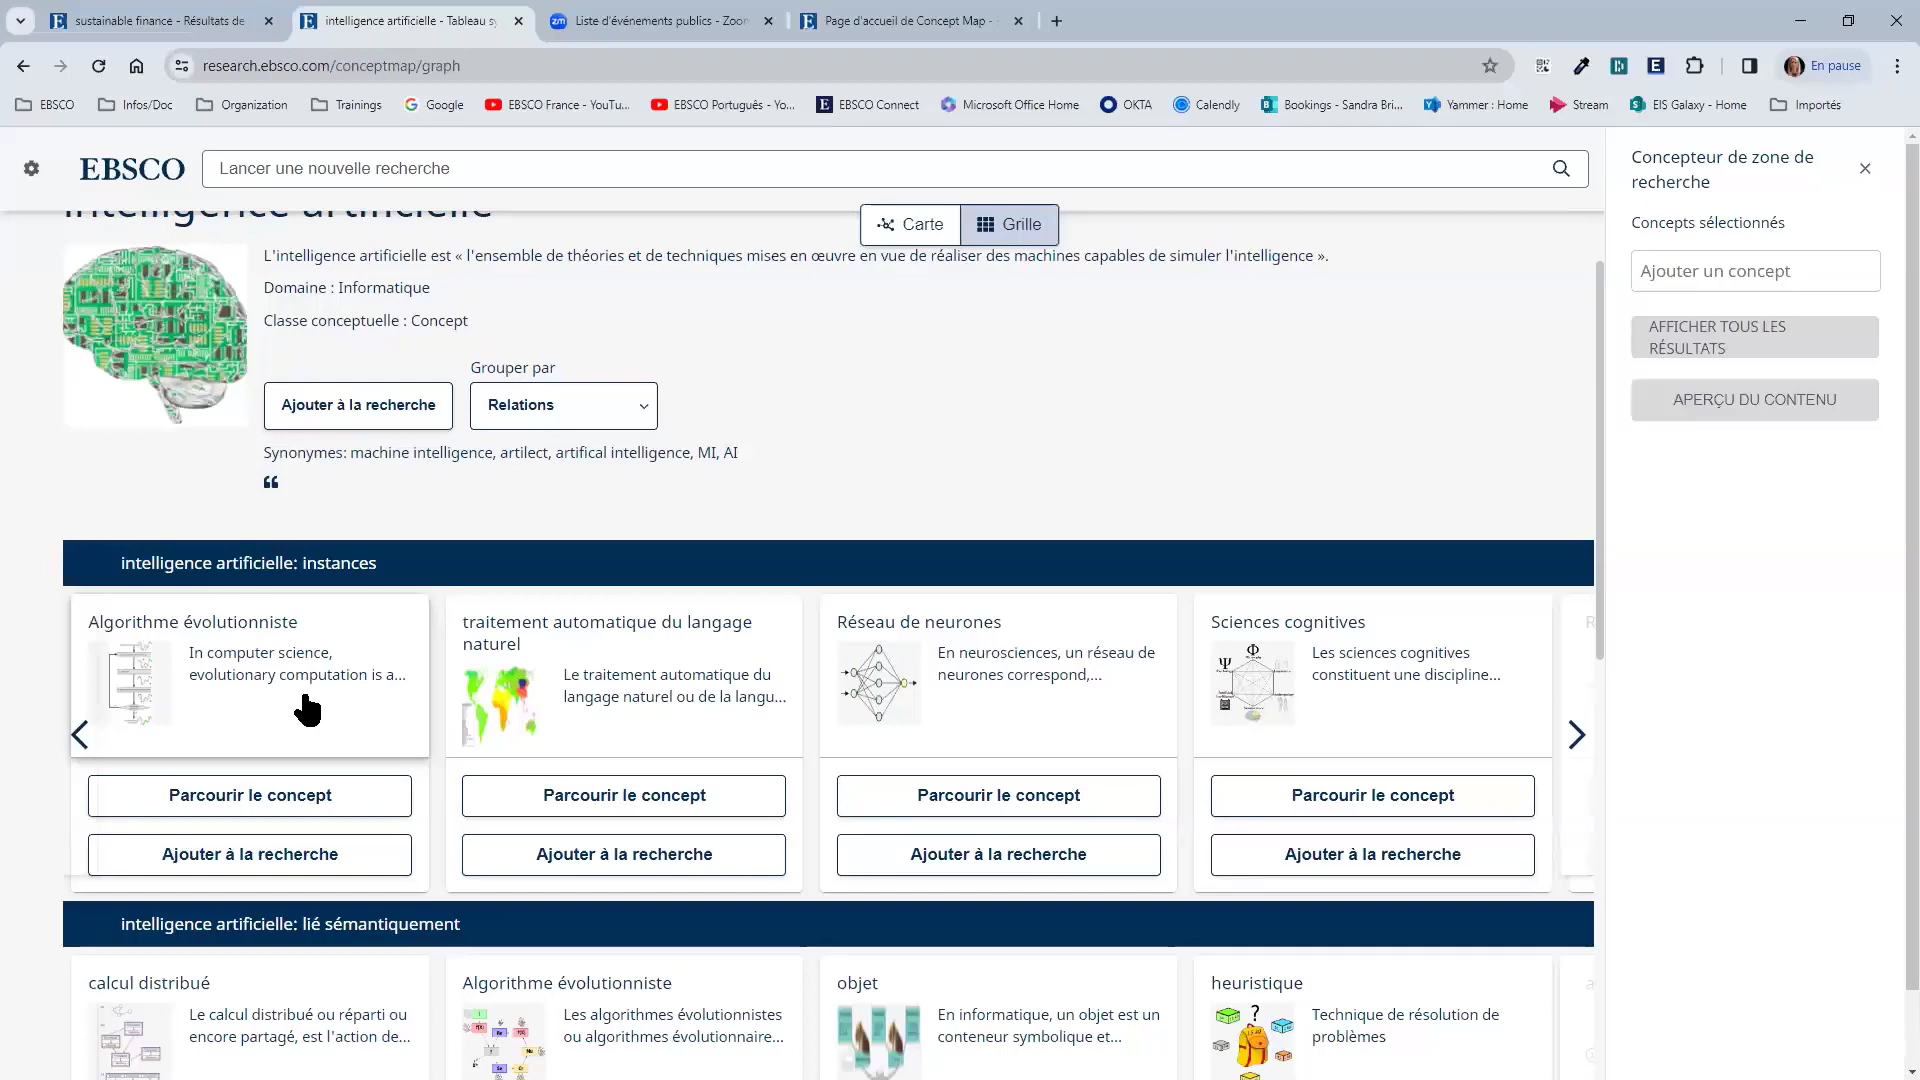 sustainable finance - Résultats de
intelligence artificielle - Tableau sy
Liste d'événements publics - Zoom
Page d'accueil de Concept Map -
research.ebsco.com/conceptmap/graph
En pause
EBSCO
Infos/Doc
Organization
Trainings
Google
EBSCO France - YouTu...
EBSCO Português - Yo...
EBSCO Connect
Microsoft Office Home
OKTA
Calendly
Bookings - Sandra Bri...
Yammer : Home
Stream
EIS Galaxy - Home
Importés
EBSCO
Lancer une nouvelle recherche
intelligence artificielle
Carte
Grille
L'intelligence artificielle est « l'ensemble de théories et de techniques mises en œuvre en vue de réaliser des machines capables de simuler l'intelligence ».
Domaine : Informatique
Classe conceptuelle : Concept
Grouper par
Ajouter à la recherche
Relations
Synonymes: machine intelligence, artilect, artifical intelligence, MI, AI
intelligence artificielle: instances
Algorithme évolutionniste
In computer science,
evolutionary computation is a...
Parcourir le concept
Ajouter à la recherche
traitement automatique du langage
naturel
Le traitement automatique du
langage naturel ou de la langu...
Parcourir le concept
Ajouter à la recherche
Réseau de neurones
En neurosciences, un réseau de
neurones correspond,...
Parcourir le concept
Ajouter à la recherche
Sciences cognitives
Les sciences cognitives
constituent une discipline...
Parcourir le concept
Ajouter à la recherche
intelligence artificielle: lié sémantiquement
calcul distribué
Le calcul distribué ou réparti ou
encore partagé, est l'action de...
Algorithme évolutionniste
Les algorithmes évolutionnistes
ou algorithmes évolutionnaire...
objet
En informatique, un objet est un
conteneur symbolique et...
heuristique
Technique de résolution de
problèmes
Concepteur de zone de
recherche
Concepts sélectionnés
Ajouter un concept
AFFICHER TOUS LES
RÉSULTATS
APERÇU DU CONTENU